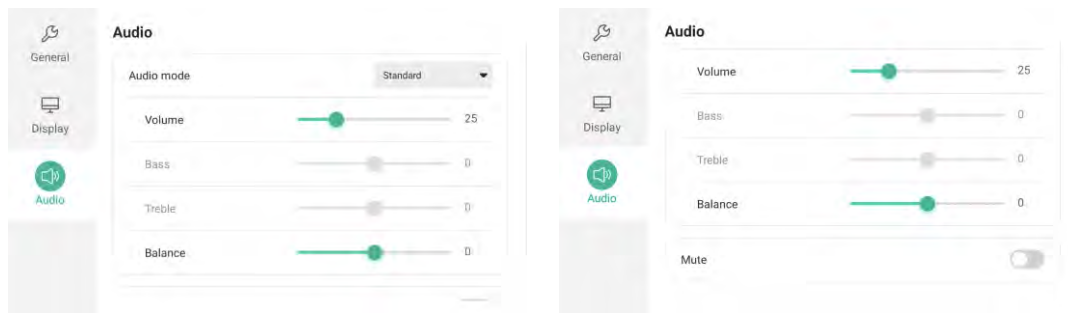 General
Display
Audio
Audio
Audio mode Standard
Volume 25
Bass 0
Treble 0
Balance 0
General
Display
Audio
Audio
Volume 25
Bass 0
Treble 0
Balance 0
Mute